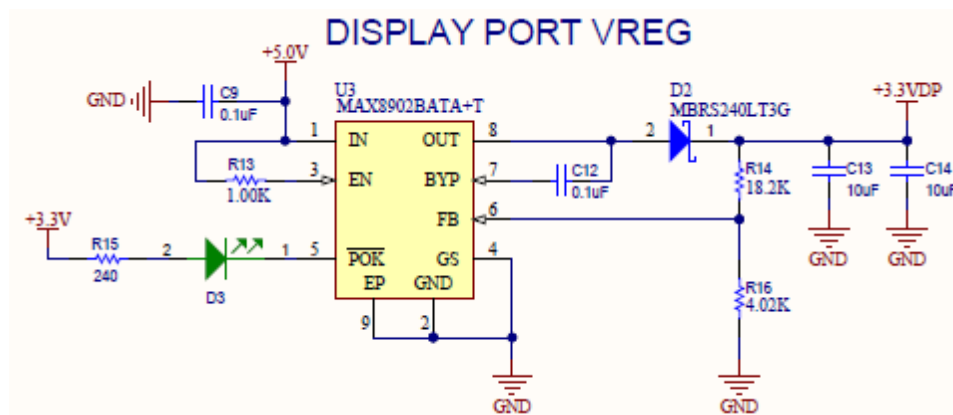 DISPLAY PORT VREG
+5.0V
GND
C9
0.1uF
U3
MAX8902BATA+T
D2
MBRS240LT3G
+3.3VDP
1
IN
OUT
8
2
1
R13
1.00K
3
EN
BYP
7
C12
0.1uF
R14
18.2K
C13
10uF
C14
10uF
FB
6
+3.3V
R15
240
2
1
D3
5
POK
GS
4
EP
GND
9
2
R16
4.02K
GND
GND
GND
GND